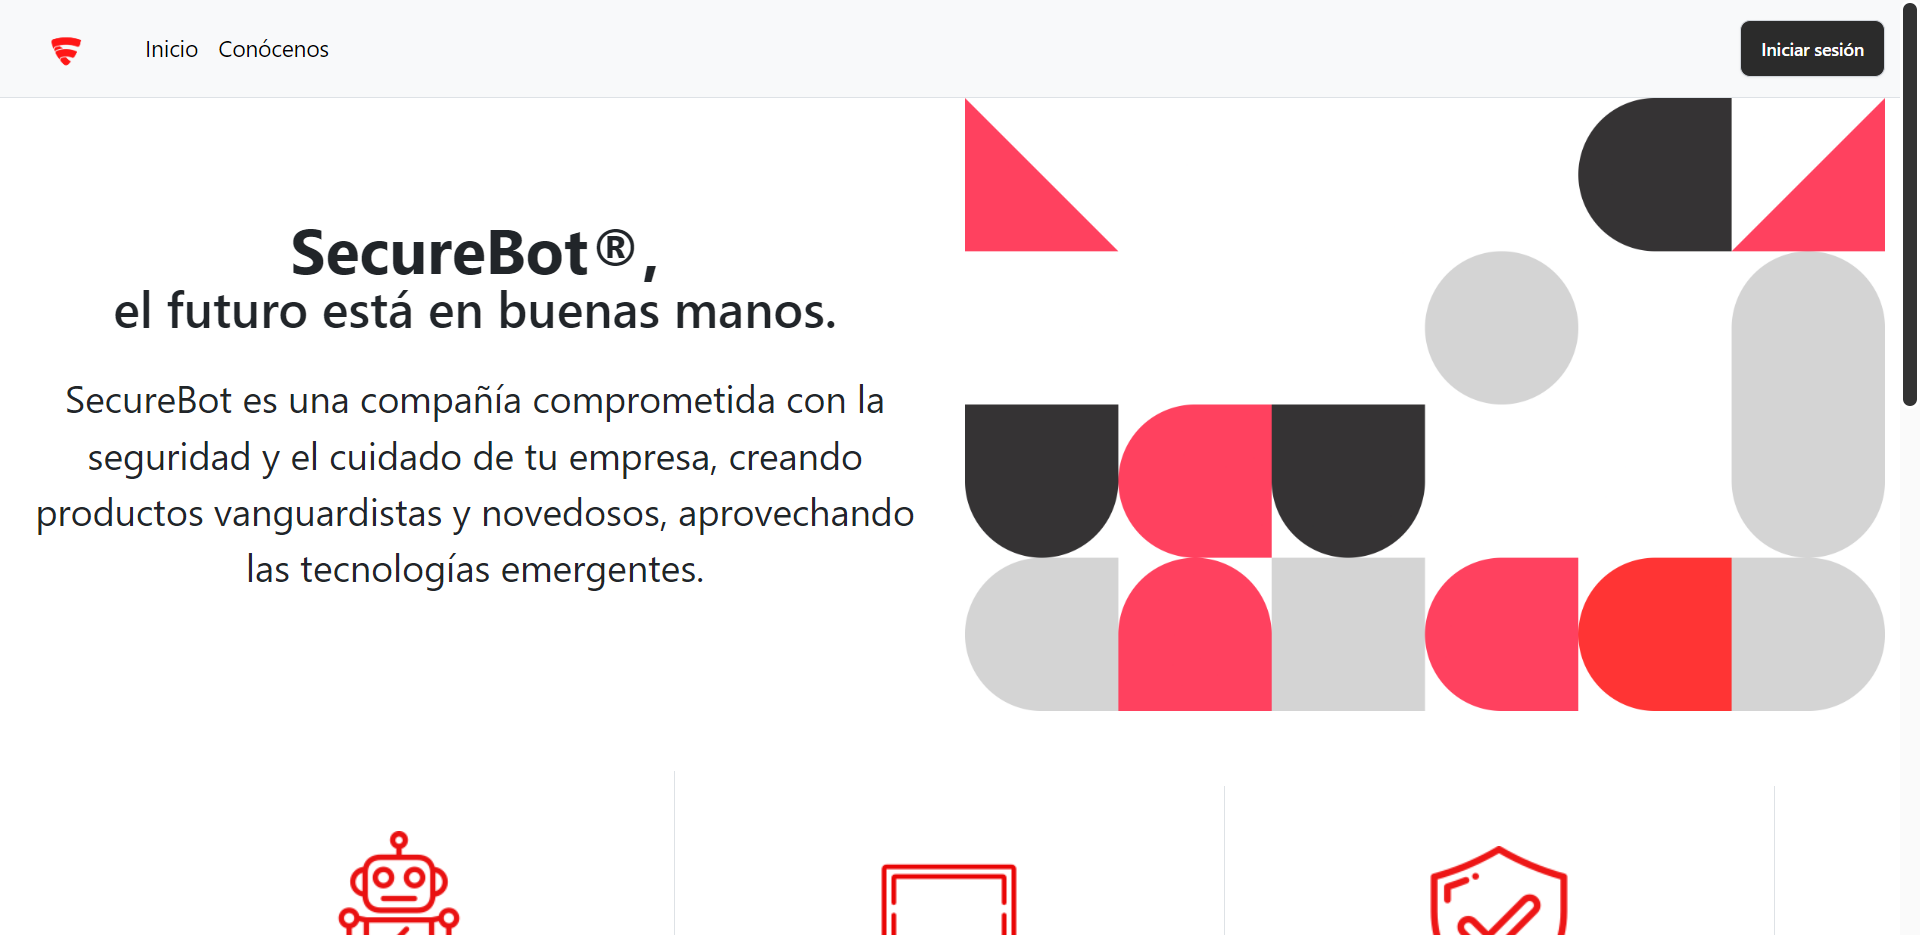 Inicio Conócenos
Iniciar sesión
SecureBot®,
el futuro está en buenas manos.
SecureBot es una compañía comprometida con la
seguridad y el cuidado de tu empresa, creando
productos vanguardistas y novedosos, aprovechando
las tecnologías emergentes.